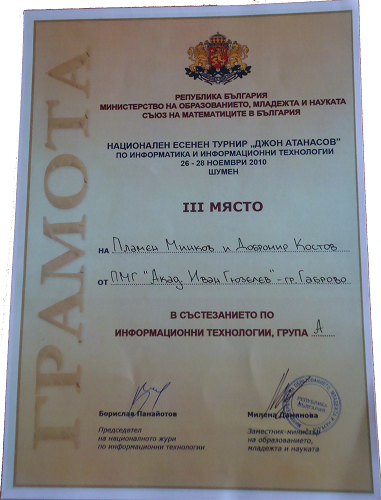 ГРАМОТА
РЕПУБЛИКА БЪЛГАРИЯ
МИНИСТЕРСТВО НА ОБРАЗОВАНИЕТО, МЛАДЕЖТА И НАУКАТА
СЪЮЗ НА МАТЕМАТИЦИТЕ В БЪЛГАРИЯ
НАЦИОНАЛЕН ЕСЕНЕН ТУРНИР „ДЖОН АТАНАСОВ"
ПО ИНФОРМАТИКА И ИНФОРМАЦИОННИ ТЕХНОЛОГИИ
26 - 28 НОЕМВРИ 2010
ШУМЕН
III МЯСТО
НА Пламен Минков и Добромир Костов
ОТ ПМГ "Акад. Иван Гюзелев" - гр. Габрово
В СЪСТЕЗАНИЕТО ПО
ИНФОРМАЦИОННИ ТЕХНОЛОГИИ, ГРУПА А
Борислав Панайотов
Председател
на националното жури
по информационни технологии
Милена Дамянова
Заместник-министър
на образованието,
младежта и науката
РЕПУБЛИКА
БЪЛГАРИЯ